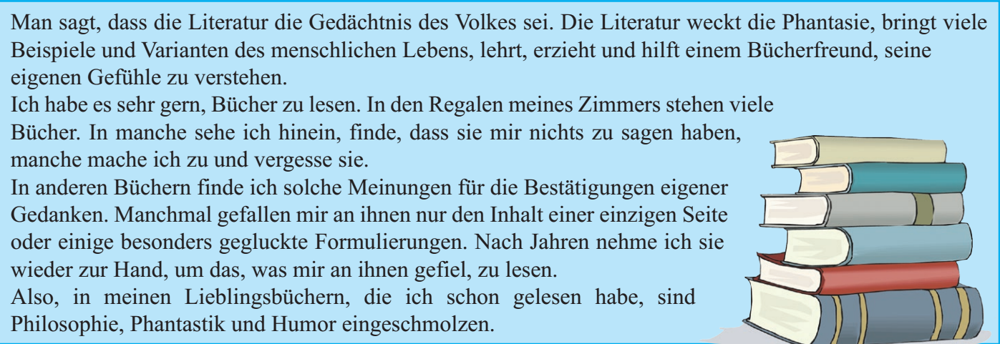 Man sagt, dass die Literatur die Gedächtnis des Volkes sei. Die Literatur weckt die Phantasie, bringt viele
Beispiele und Varianten des menschlichen Lebens, lehrt, erzieht und hilft einem Bücherfreund, seine
eigenen Gefühle zu verstehen.
Ich habe es sehr gern, Bücher zu lesen. In den Regalen meines Zimmers stehen viele
Bücher. In manche sehe ich hinein, finde, dass sie mir nichts zu sagen haben,
manche mache ich zu und vergesse sie.
In anderen Büchern finde ich solche Meinungen für die Bestätigungen eigener
Gedanken. Manchmal gefallen mir an ihnen nur den Inhalt einer einzigen Seite
oder einige besonders gegluckte Formulierungen. Nach Jahren nehme ich sie
wieder zur Hand, um das, was mir an ihnen gefiel, zu lesen.
Also, in meinen Lieblingsbüchern, die ich schon gelesen habe, sind
Philosophie, Phantastik und Humor eingeschmolzen.